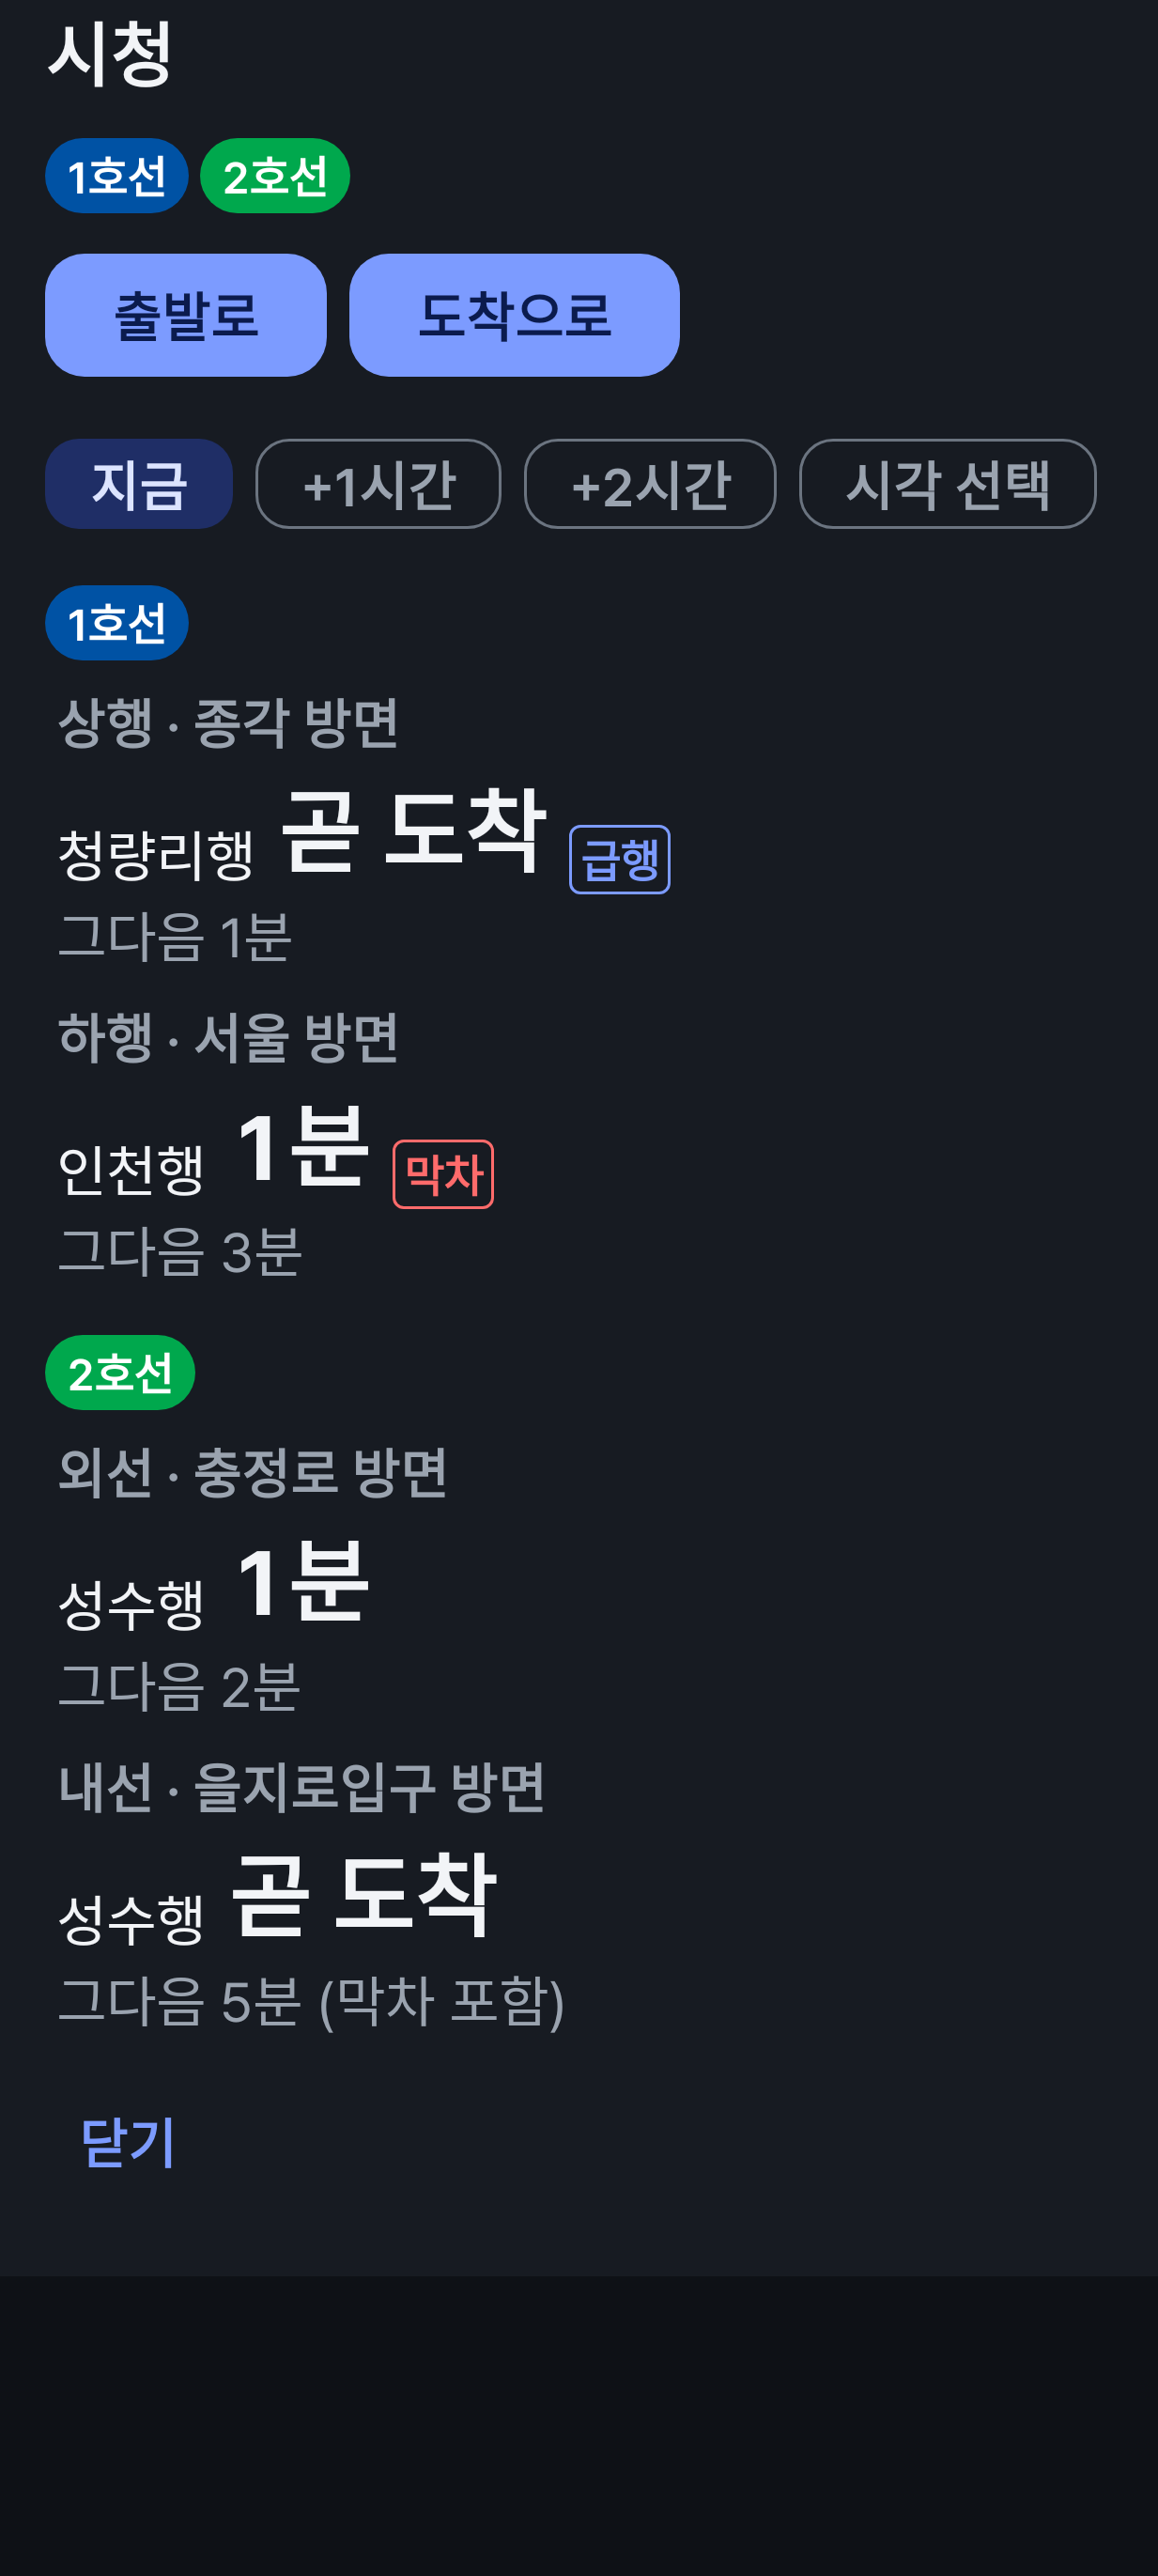 시청
1호선 2호선
출발로 도착으로
지금 +1시간 +2시간 시각 선택
1호선
상행 · 종각 방면
청량리행 곧 도착 급행
그다음 1분
하행 · 서울 방면
인천행 1분 막차
그다음 3분
2호선
외선 · 충정로 방면
성수행 1분
그다음 2분
내선 · 을지로입구 방면
성수행 곧 도착
그다음 5분 (막차 포함)
닫기